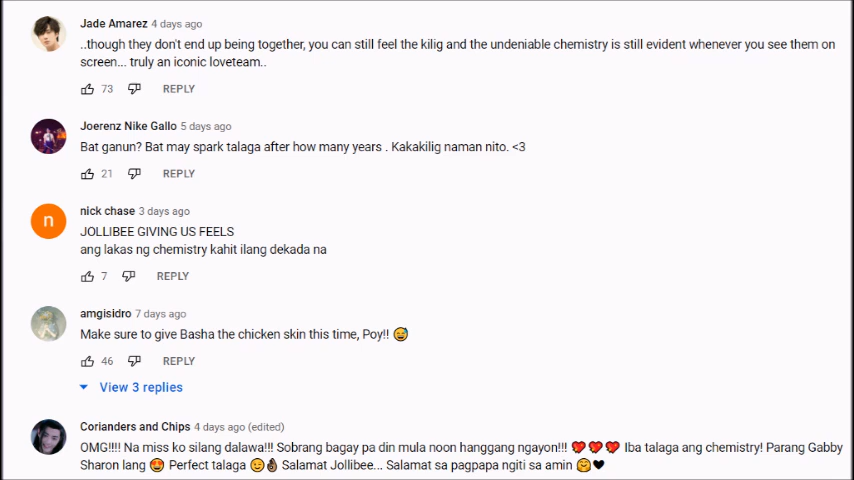 Jade Amarez 4 days ago
..though they don't end up being together, you can still feel the kilig and the undeniable chemistry is still evident whenever you see them on
screen... truly an iconic loveteam..
73 REPLY
Joerenz Nike Gallo 5 days ago
Bat ganun? Bat may spark talaga after how many years . Kakakilig naman nito. <3
21 REPLY
n
nick chase 3 days ago
JOLLIBEE GIVING US FEELS
ang lakas ng chemistry kahit ilang dekada na
7 REPLY
amgisidro 7 days ago
Make sure to give Basha the chicken skin this time, Poy!! 😅
46 REPLY
View 3 replies
Corianders and Chips 4 days ago (edited)
OMG!!!! Na miss ko silang dalawa!!! Sobrang bagay pa din mula noon hanggang ngayon!!! 💘💘💘 Iba talaga ang chemistry! Parang Gabby
Sharon lang 😍 Perfect talaga 😉👌🏿 Salamat Jollibee... Salamat sa pagpapa ngiti sa amin 🤗🖤